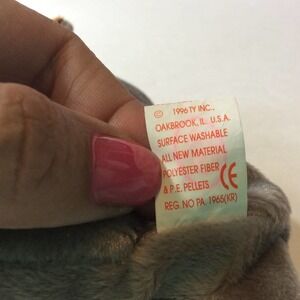 © 1996 TY INC.,
OAKBROOK, IL. U.S.A.
SURFACE WASHABLE
ALL NEW MATERIAL
POLYESTER FIBER
& P.E. PELLETS CE
REG. NO PA. 1965(KR)